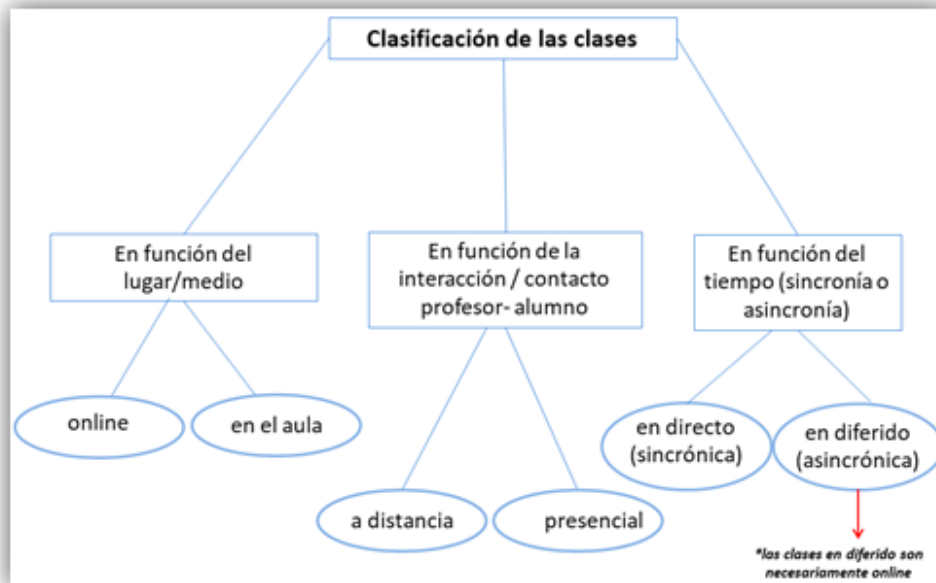 Clasificación de las clases
En función del
lugar/medio
En función de la
interacción / contacto
profesor- alumno
En función del
tiempo (sincronía o
asincronía)
online
en el aula
en directo
(sincrónica)
en diferido
(asincrónica)
a distancia
presencial
*las clases en diferido son
necesariamente online